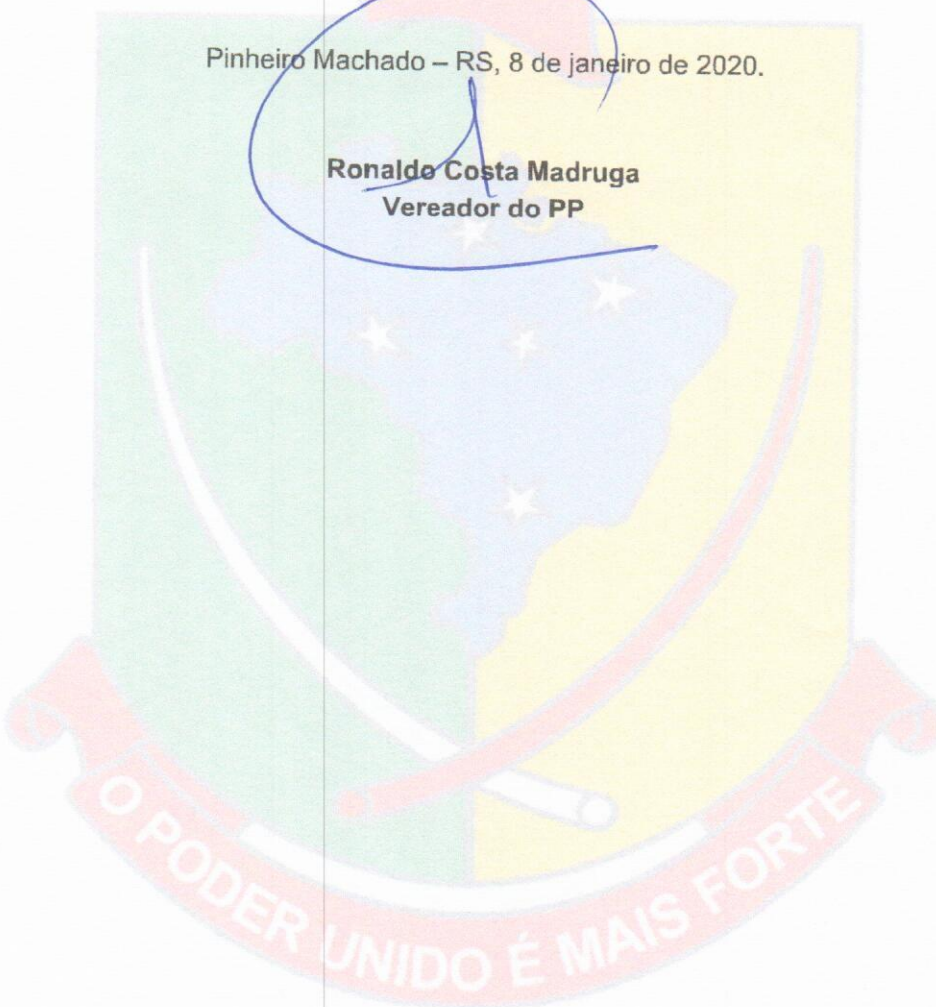 Pinheiro Machado – RS, 8 de janeiro de 2020.
Ronaldo Costa Madruga
Vereador do PP
O PODER UNIDO É MAIS FORTE